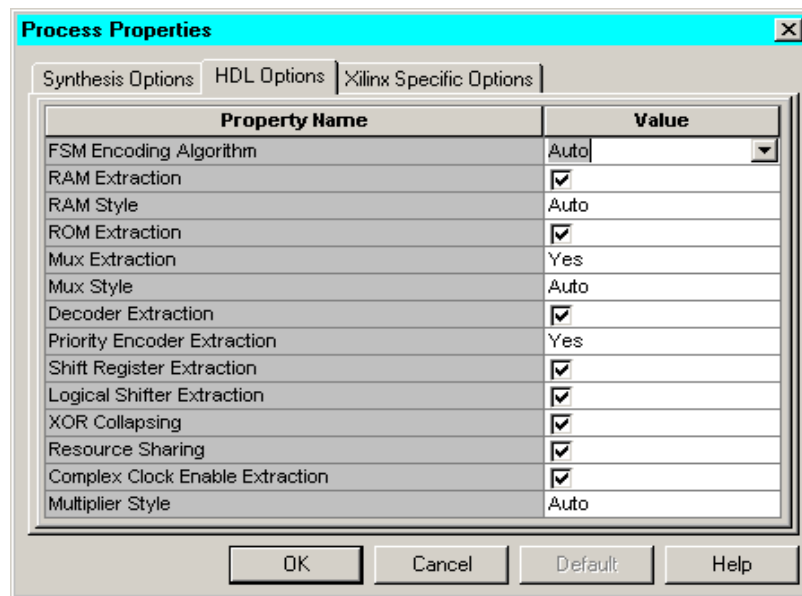 Process Properties
Synthesis Options HDL Options Xilinx Specific Options
Property Name Value
FSM Encoding Algorithm Auto
RAM Extraction
RAM Style Auto
ROM Extraction
Mux Extraction Yes
Mux Style Auto
Decoder Extraction
Priority Encoder Extraction Yes
Shift Register Extraction
Logical Shifter Extraction
XOR Collapsing
Resource Sharing
Complex Clock Enable Extraction
Multiplier Style Auto
OK Cancel Default Help